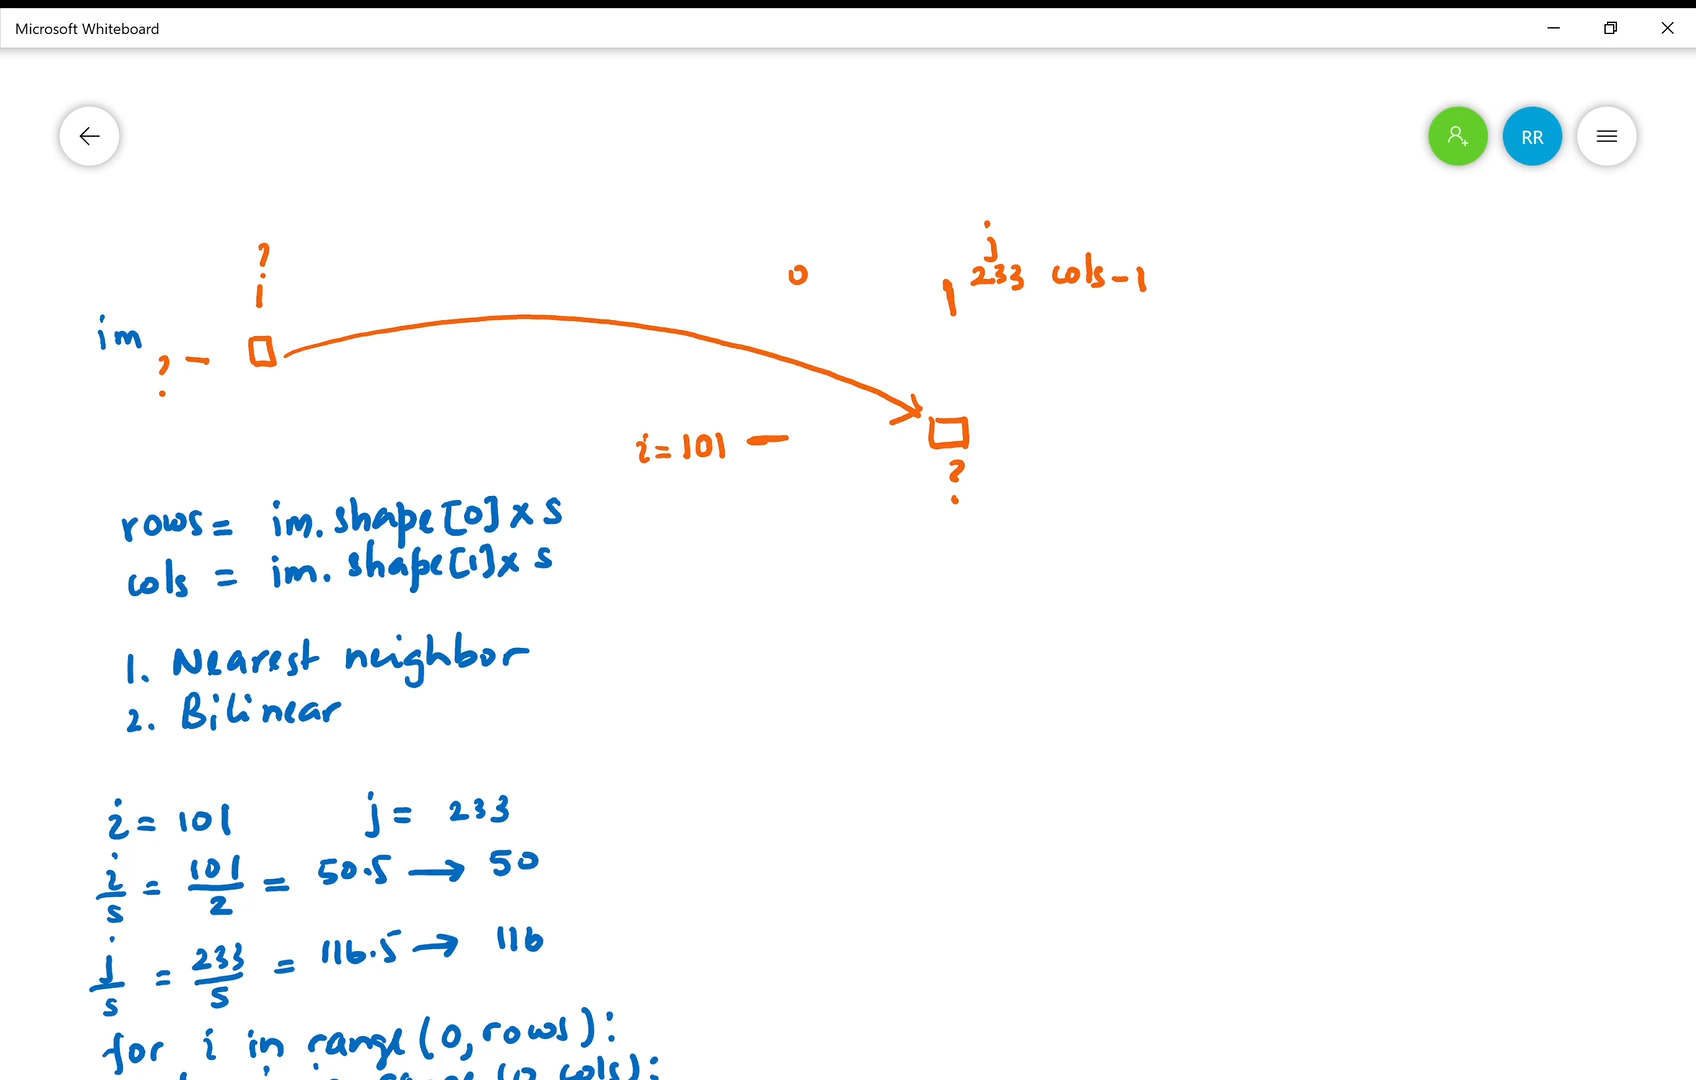 Microsoft Whiteboard
RR
?
j
0
233 cols-1
im
? -
i=101 -
?
rows= im.shape[0]x s
cols = im.shape[1]x s
1. Nearest neighbor
2. Bilinear
i= 101 j= 233
i/s = 101/2 = 50.5 → 50
j/s = 233/s = 116.5 → 116
for i in range(0,rows):
cols):